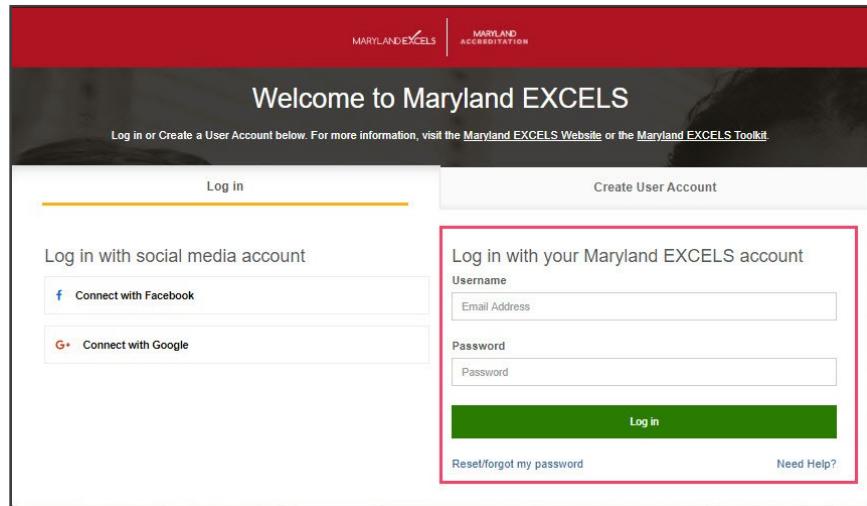 MARYLAND EXCELS
MARYLAND
ACCREDITATION
Welcome to Maryland EXCELS
Log in or Create a User Account below. For more information, visit the Maryland EXCELS Website or the Maryland EXCELS Toolkit.
Log in
Create User Account
Log in with social media account
Connect with Facebook
G+ Connect with Google
Log in with your Maryland EXCELS account
Username
Email Address
Password
Password
Log in
Reset/forgot my password
Need Help?